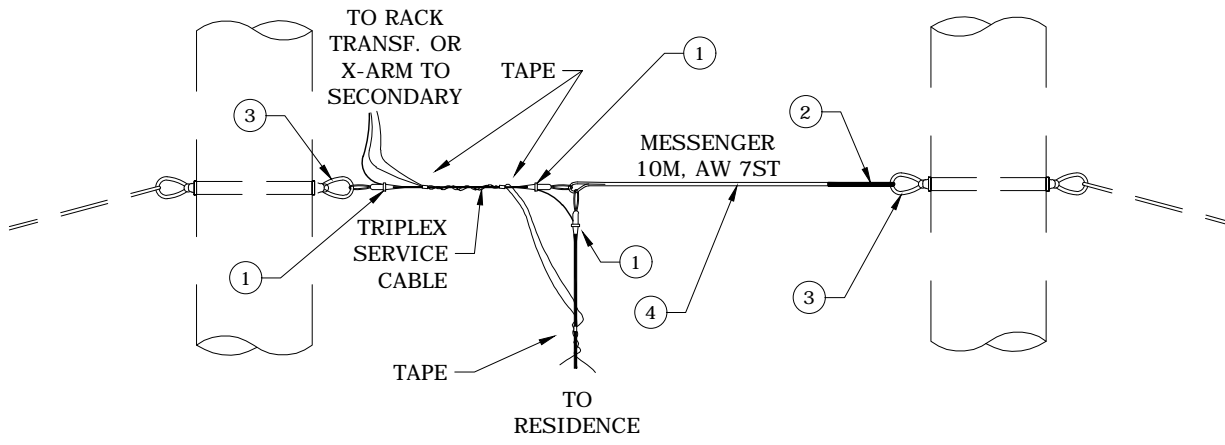 TO RACK
TRANSF. OR
X-ARM TO
SECONDARY
TAPE
1
3
2
MESSENGER
10M, AW 7ST
TRIPLEX
SERVICE
CABLE
1
1
4
3
TAPE
TO
RESIDENCE